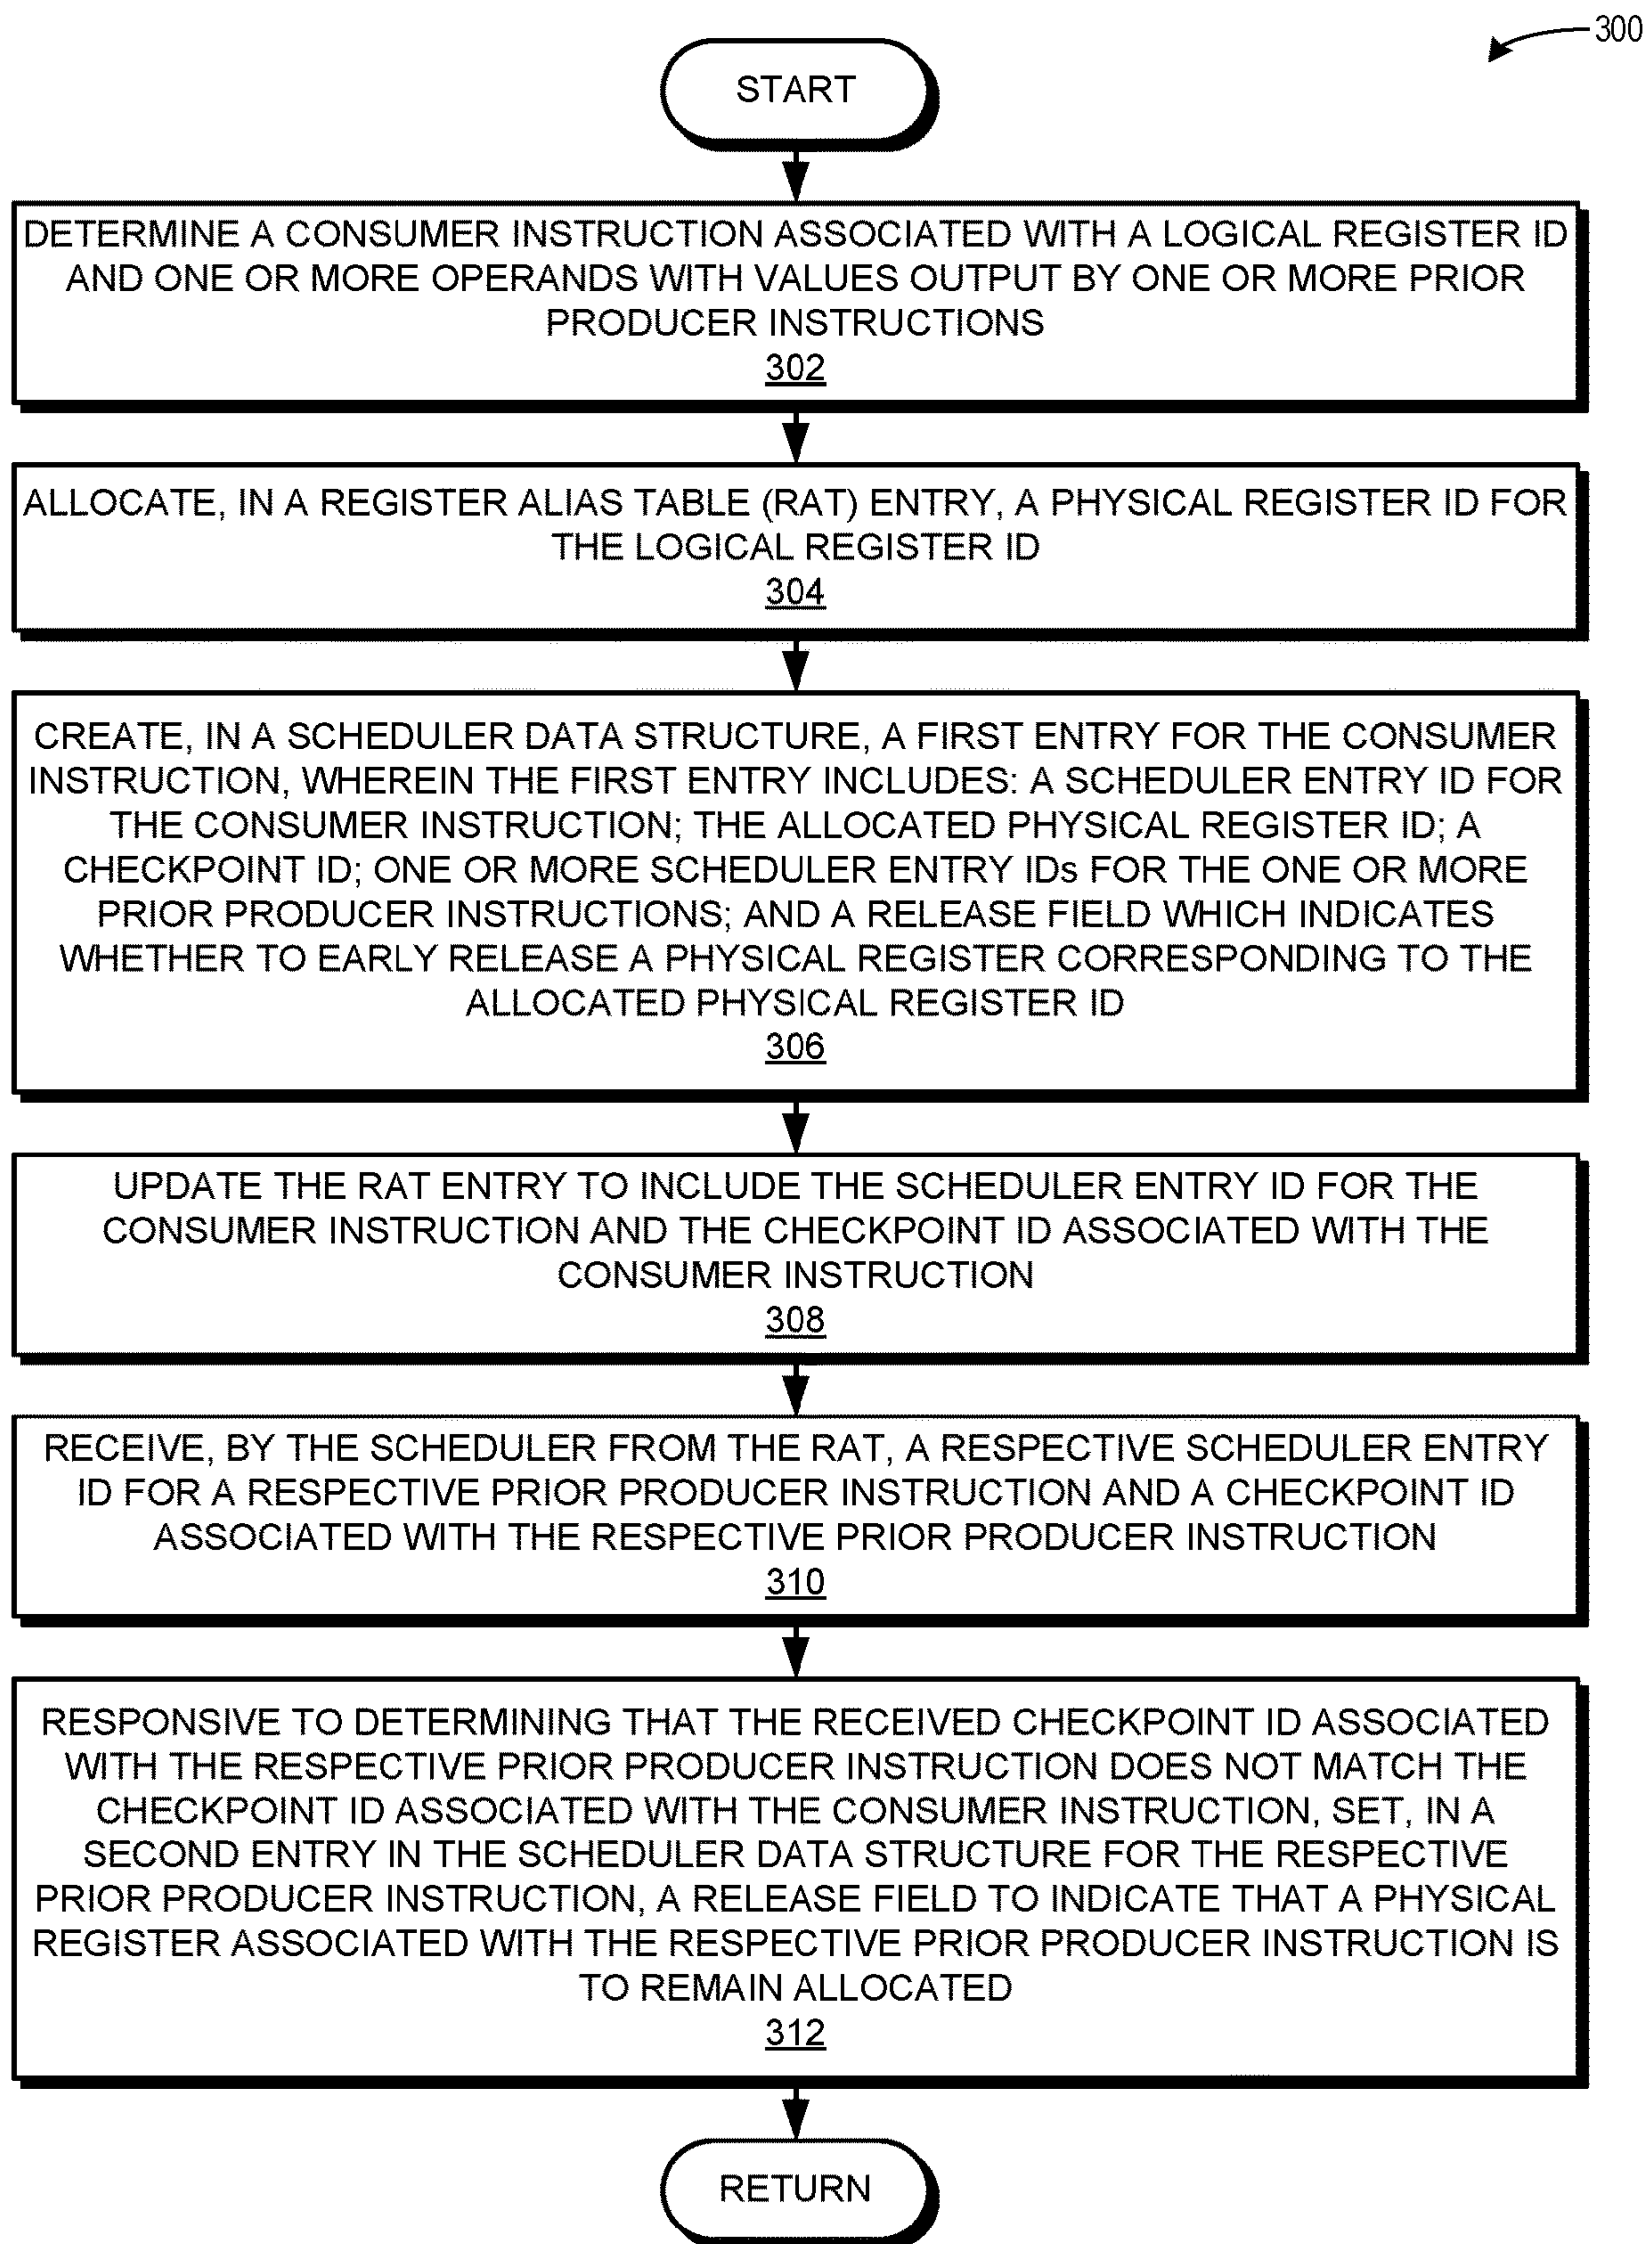 300
START
DETERMINE A CONSUMER INSTRUCTION ASSOCIATED WITH A LOGICAL REGISTER ID
AND ONE OR MORE OPERANDS WITH VALUES OUTPUT BY ONE OR MORE PRIOR
PRODUCER INSTRUCTIONS
302
ALLOCATE, IN A REGISTER ALIAS TABLE (RAT) ENTRY, A PHYSICAL REGISTER ID FOR
THE LOGICAL REGISTER ID
304
CREATE, IN A SCHEDULER DATA STRUCTURE, A FIRST ENTRY FOR THE CONSUMER
INSTRUCTION, WHEREIN THE FIRST ENTRY INCLUDES: A SCHEDULER ENTRY ID FOR
THE CONSUMER INSTRUCTION; THE ALLOCATED PHYSICAL REGISTER ID; A
CHECKPOINT ID; ONE OR MORE SCHEDULER ENTRY IDs FOR THE ONE OR MORE
PRIOR PRODUCER INSTRUCTIONS; AND A RELEASE FIELD WHICH INDICATES
WHETHER TO EARLY RELEASE A PHYSICAL REGISTER CORRESPONDING TO THE
ALLOCATED PHYSICAL REGISTER ID
306
UPDATE THE RAT ENTRY TO INCLUDE THE SCHEDULER ENTRY ID FOR THE
CONSUMER INSTRUCTION AND THE CHECKPOINT ID ASSOCIATED WITH THE
CONSUMER INSTRUCTION
308
RECEIVE, BY THE SCHEDULER FROM THE RAT, A RESPECTIVE SCHEDULER ENTRY
ID FOR A RESPECTIVE PRIOR PRODUCER INSTRUCTION AND A CHECKPOINT ID
ASSOCIATED WITH THE RESPECTIVE PRIOR PRODUCER INSTRUCTION
310
RESPONSIVE TO DETERMINING THAT THE RECEIVED CHECKPOINT ID ASSOCIATED
WITH THE RESPECTIVE PRIOR PRODUCER INSTRUCTION DOES NOT MATCH THE
CHECKPOINT ID ASSOCIATED WITH THE CONSUMER INSTRUCTION, SET, IN A
SECOND ENTRY IN THE SCHEDULER DATA STRUCTURE FOR THE RESPECTIVE
PRIOR PRODUCER INSTRUCTION, A RELEASE FIELD TO INDICATE THAT A PHYSICAL
REGISTER ASSOCIATED WITH THE RESPECTIVE PRIOR PRODUCER INSTRUCTION IS
TO REMAIN ALLOCATED
312
RETURN